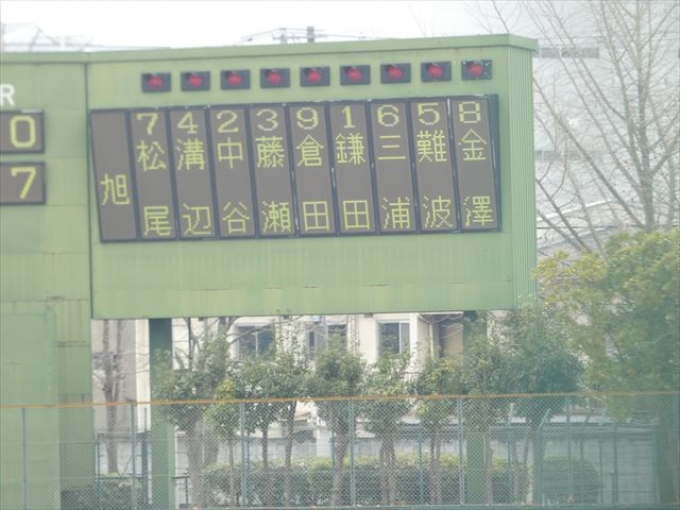 R
0
7
旭
7 松尾
4 溝辺
2 中谷
3 藤瀬
9 倉田
1 鎌田
6 三浦
5 難波
8 金澤